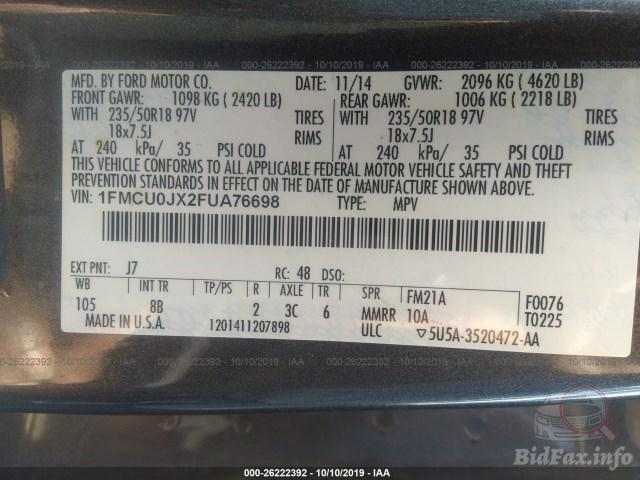 000-26222392 · 10/10/2019 · IAA
MFD. BY FORD MOTOR CO. DATE: 11/14 GVWR: 2096 KG ( 4620 LB)
FRONT GAWR: 1098 KG ( 2420 LB) REAR GAWR: 1006 KG ( 2218 LB)
WITH 235/50R18 97V TIRES WITH 235/50R18 97V TIRES
18x7.5J RIMS 18x7.5J RIMS
AT 240 kPa/ 35 PSI COLD AT 240 kPa/ 35 PSI COLD
THIS VEHICLE CONFORMS TO ALL APPLICABLE FEDERAL MOTOR VEHICLE SAFETY AND THEFT
PREVENTION STANDARDS IN EFFECT ON THE DATE OF MANUFACTURE SHOWN ABOVE.
VIN: 1FMCU0JX2FUA76698 TYPE: MPV
EXT PNT: J7 RC: 48 DSO:
WB INT TR TP/PS R AXLE TR SPR FM21A F0076
105 8B 2 3C 6 MMRR 10A T0225
MADE IN U.S.A. 1201411207898 ULC ▽5U5A-3520472-AA
000-26222392 · 10/10/2019 · IAA
BidFax.info
000-26222392 - 10/10/2019 - IAA